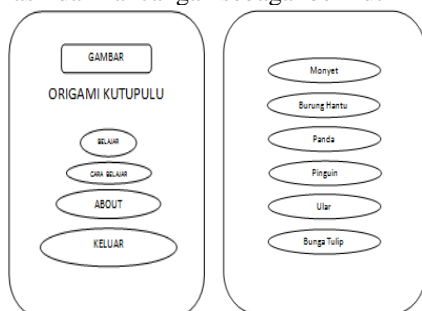 GAMBAR
ORIGAMI KUTUPULU
BELAJAR
CARA BELAJAR
ABOUT
KELUAR
Monyet
Burung Hantu
Panda
Pinguin
Ular
Bunga Tulip